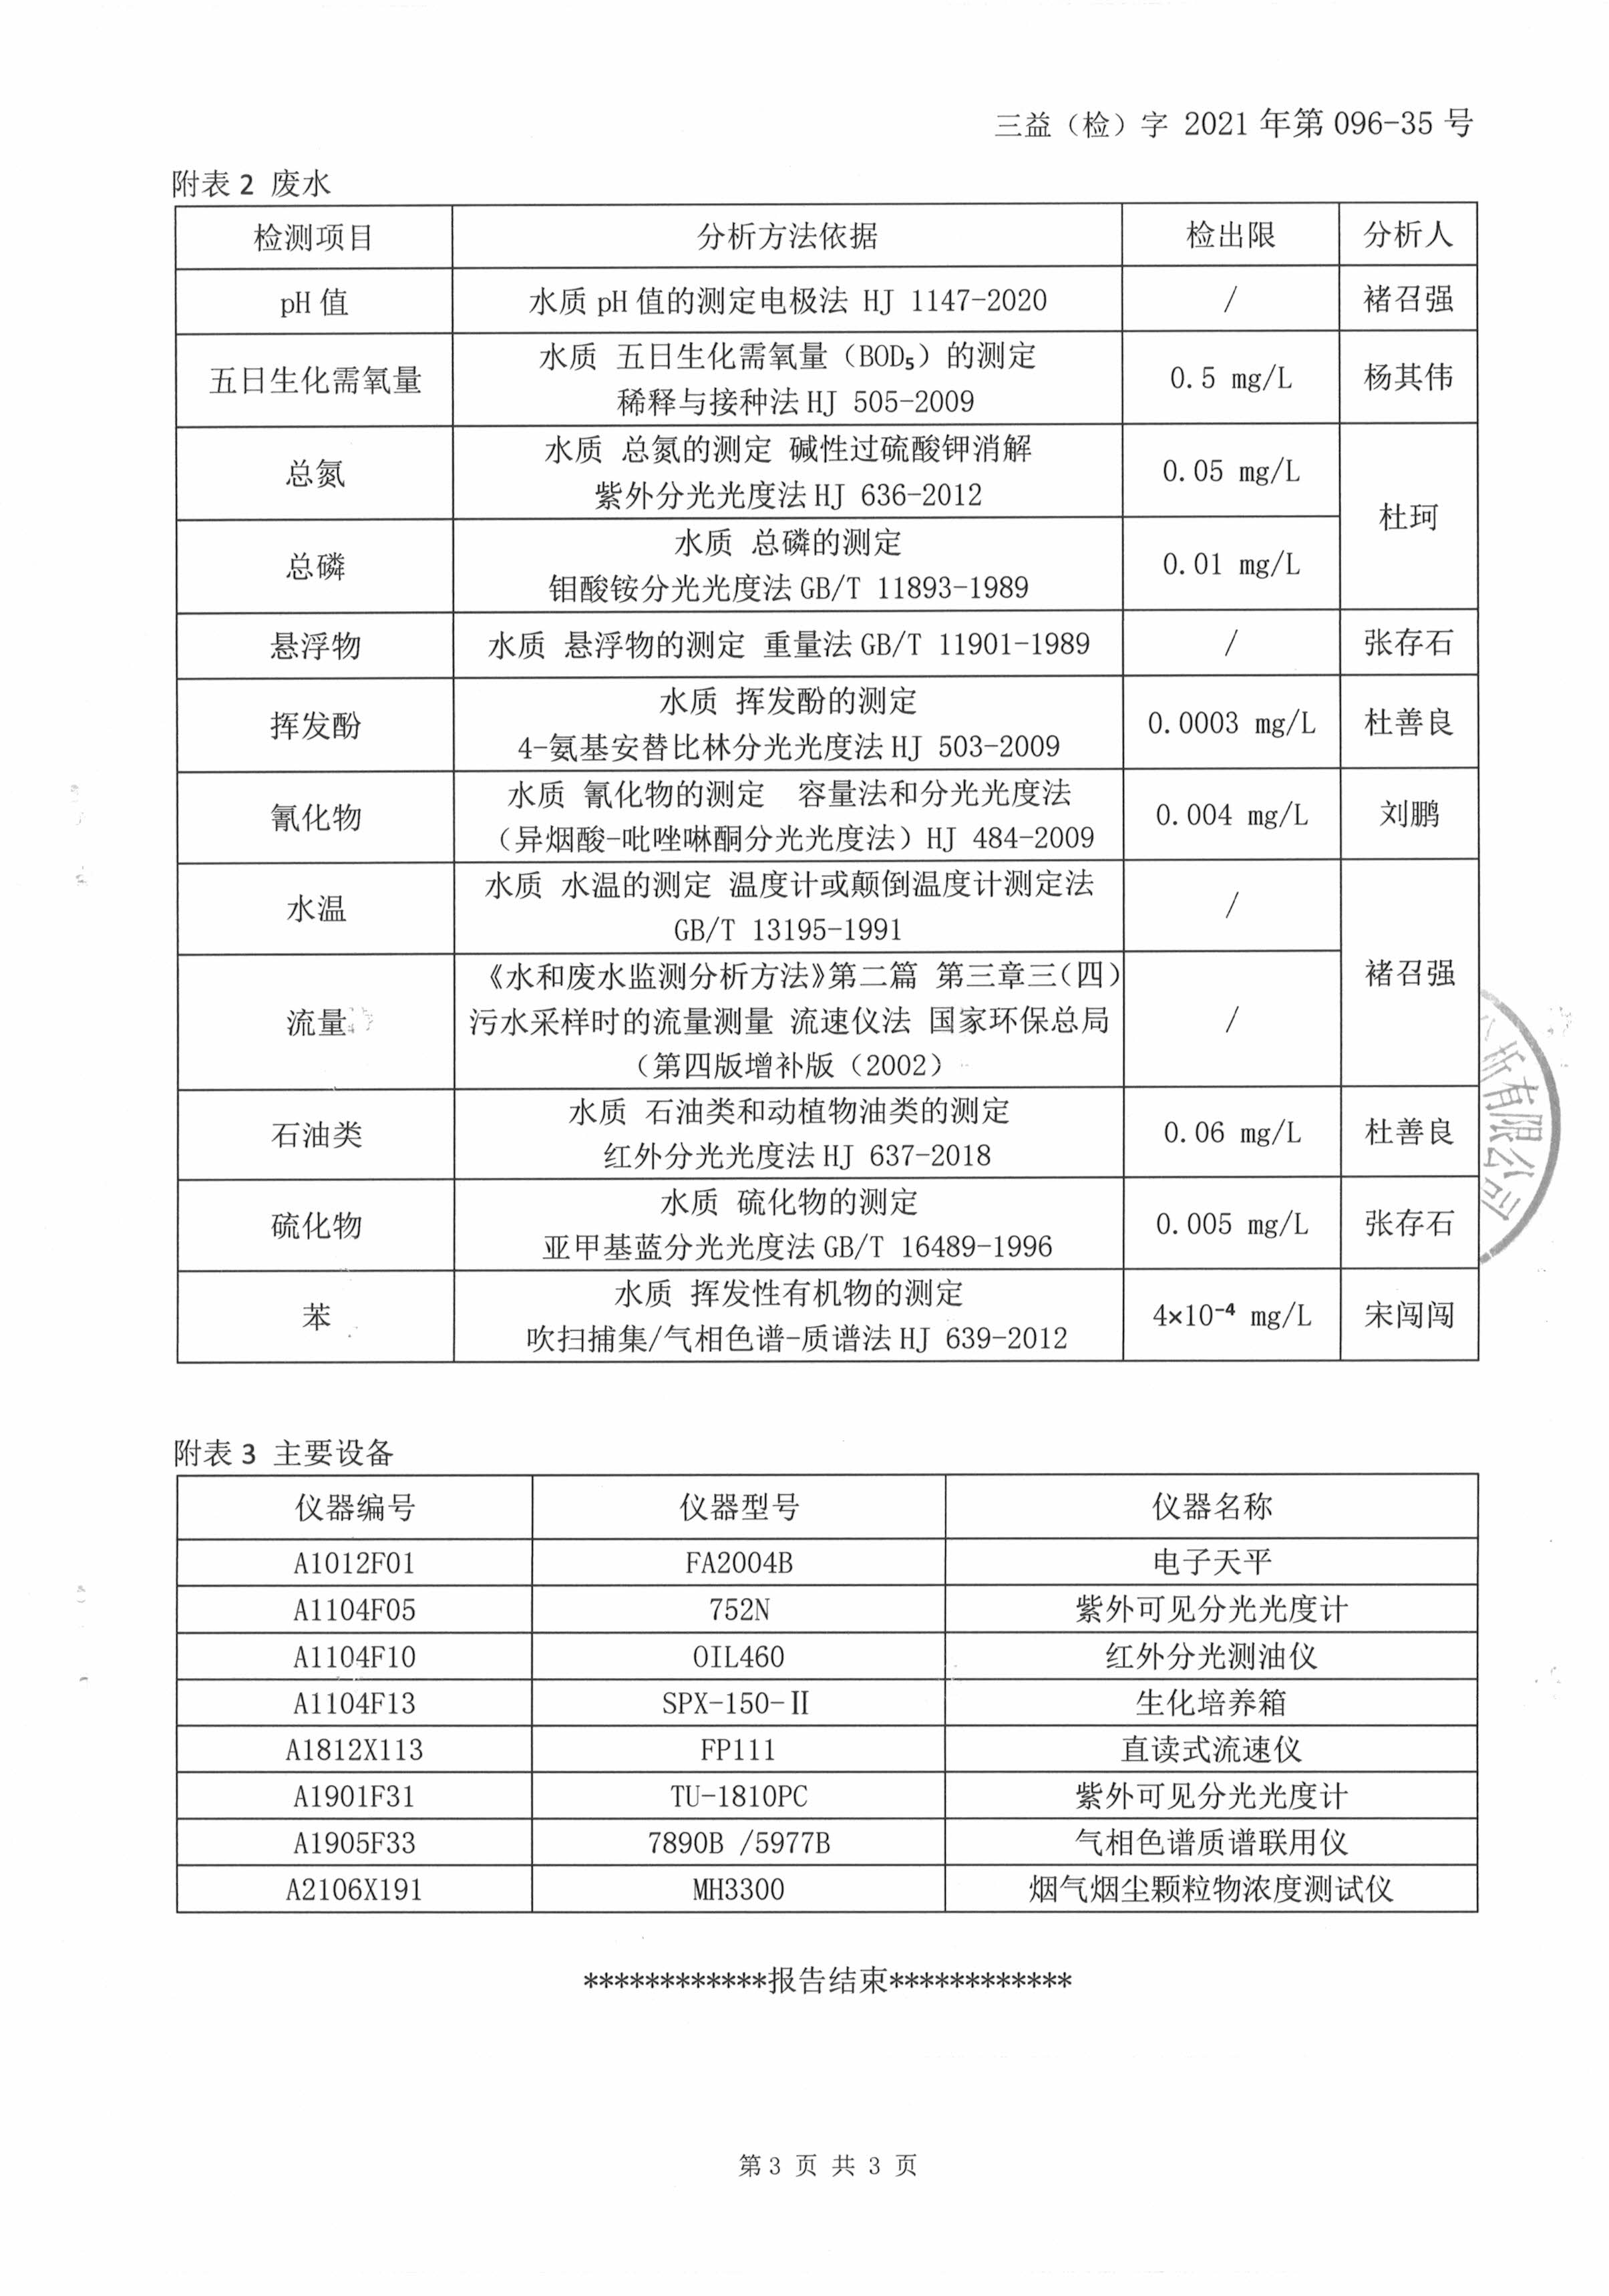 三益（检）字 2021 年第 096-35 号
附表 2 废水
检测项目 分析方法依据 检出限 分析人
pH 值 水质 pH 值的测定电极法 HJ 1147-2020 / 褚召强
五日生化需氧量 水质 五日生化需氧量（BOD₅）的测定
稀释与接种法 HJ 505-2009 0.5 mg/L 杨其伟
总氮 水质 总氮的测定 碱性过硫酸钾消解
紫外分光光度法 HJ 636-2012 0.05 mg/L 杜珂
总磷 水质 总磷的测定
钼酸铵分光光度法 GB/T 11893-1989 0.01 mg/L
悬浮物 水质 悬浮物的测定 重量法 GB/T 11901-1989 / 张存石
挥发酚 水质 挥发酚的测定
4-氨基安替比林分光光度法 HJ 503-2009 0.0003 mg/L 杜善良
氰化物 水质 氰化物的测定 容量法和分光光度法
（异烟酸-吡唑啉酮分光光度法）HJ 484-2009 0.004 mg/L 刘鹏
水温 水质 水温的测定 温度计或颠倒温度计测定法
GB/T 13195-1991 / 褚召强
流量 《水和废水监测分析方法》第二篇 第三章三（四）
污水采样时的流量测量 流速仪法 国家环保总局
（第四版增补版（2002） /
石油类 水质 石油类和动植物油类的测定
红外分光光度法 HJ 637-2018 0.06 mg/L 杜善良
硫化物 水质 硫化物的测定
亚甲基蓝分光光度法 GB/T 16489-1996 0.005 mg/L 张存石
苯 水质 挥发性有机物的测定
吹扫捕集/气相色谱-质谱法 HJ 639-2012 4×10⁻⁴ mg/L 宋闯闯
所有限公司
附表 3 主要设备
仪器编号 仪器型号 仪器名称
A1012F01 FA2004B 电子天平
A1104F05 752N 紫外可见分光光度计
A1104F10 OIL460 红外分光测油仪
A1104F13 SPX-150-Ⅱ 生化培养箱
A1812X113 FP111 直读式流速仪
A1901F31 TU-1810PC 紫外可见分光光度计
A1905F33 7890B /5977B 气相色谱质谱联用仪
A2106X191 MH3300 烟气烟尘颗粒物浓度测试仪
************报告结束************
第 3 页 共 3 页